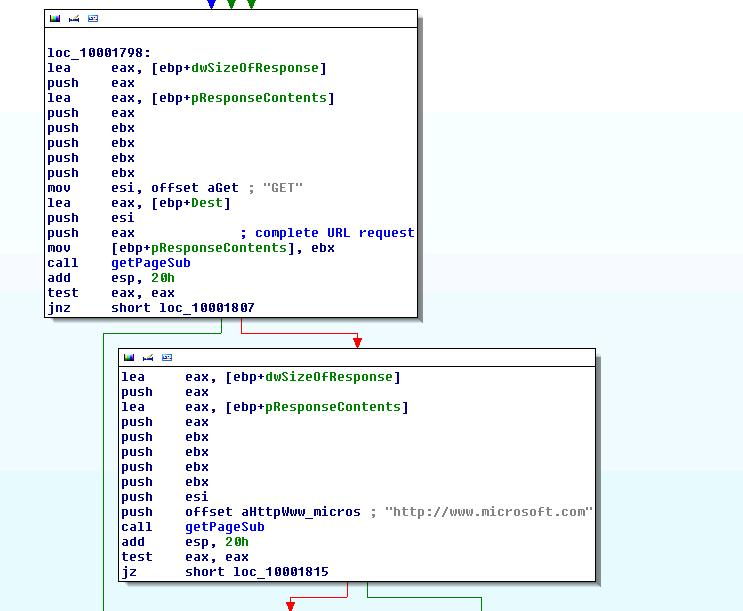 loc_10001798:
lea eax, [ebp+dwSizeOfResponse]
push eax
lea eax, [ebp+pResponseContents]
push eax
push ebx
push ebx
push ebx
push ebx
mov esi, offset aGet ; "GET"
lea eax, [ebp+Dest]
push esi
push eax ; complete URL request
mov [ebp+pResponseContents], ebx
call getPageSub
add esp, 20h
test eax, eax
jnz short loc_10001807
lea eax, [ebp+dwSizeOfResponse]
push eax
lea eax, [ebp+pResponseContents]
push eax
push ebx
push ebx
push ebx
push ebx
push esi
push offset aHttpWww_micros ; "http://www.microsoft.com"
call getPageSub
add esp, 20h
test eax, eax
jz short loc_10001815